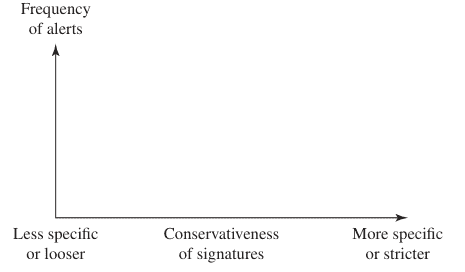 Frequency
of alerts
Less specific
or looser
Conservativeness
of signatures
More specific
or stricter